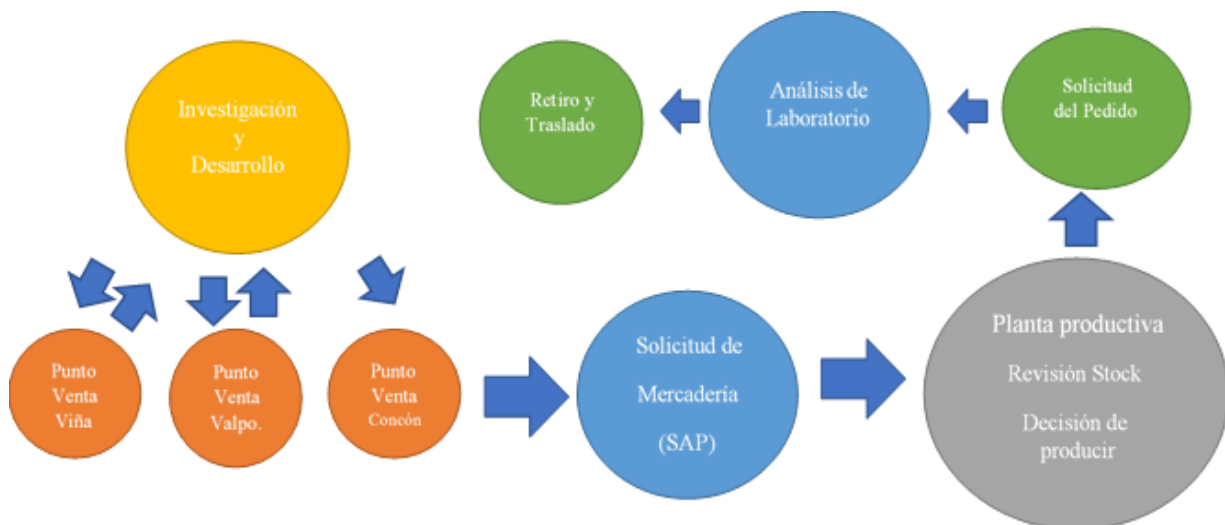 Investigación
y
Desarrollo
Retiro y
Traslado
Análisis de
Laboratorio
Solicitud
del Pedido
Punto
Venta
Viña
Punto
Venta
Valpo.
Punto
Venta
Concón
Solicitud de
Mercadería
(SAP)
Planta productiva
Revisión Stock
Decisión de
producir